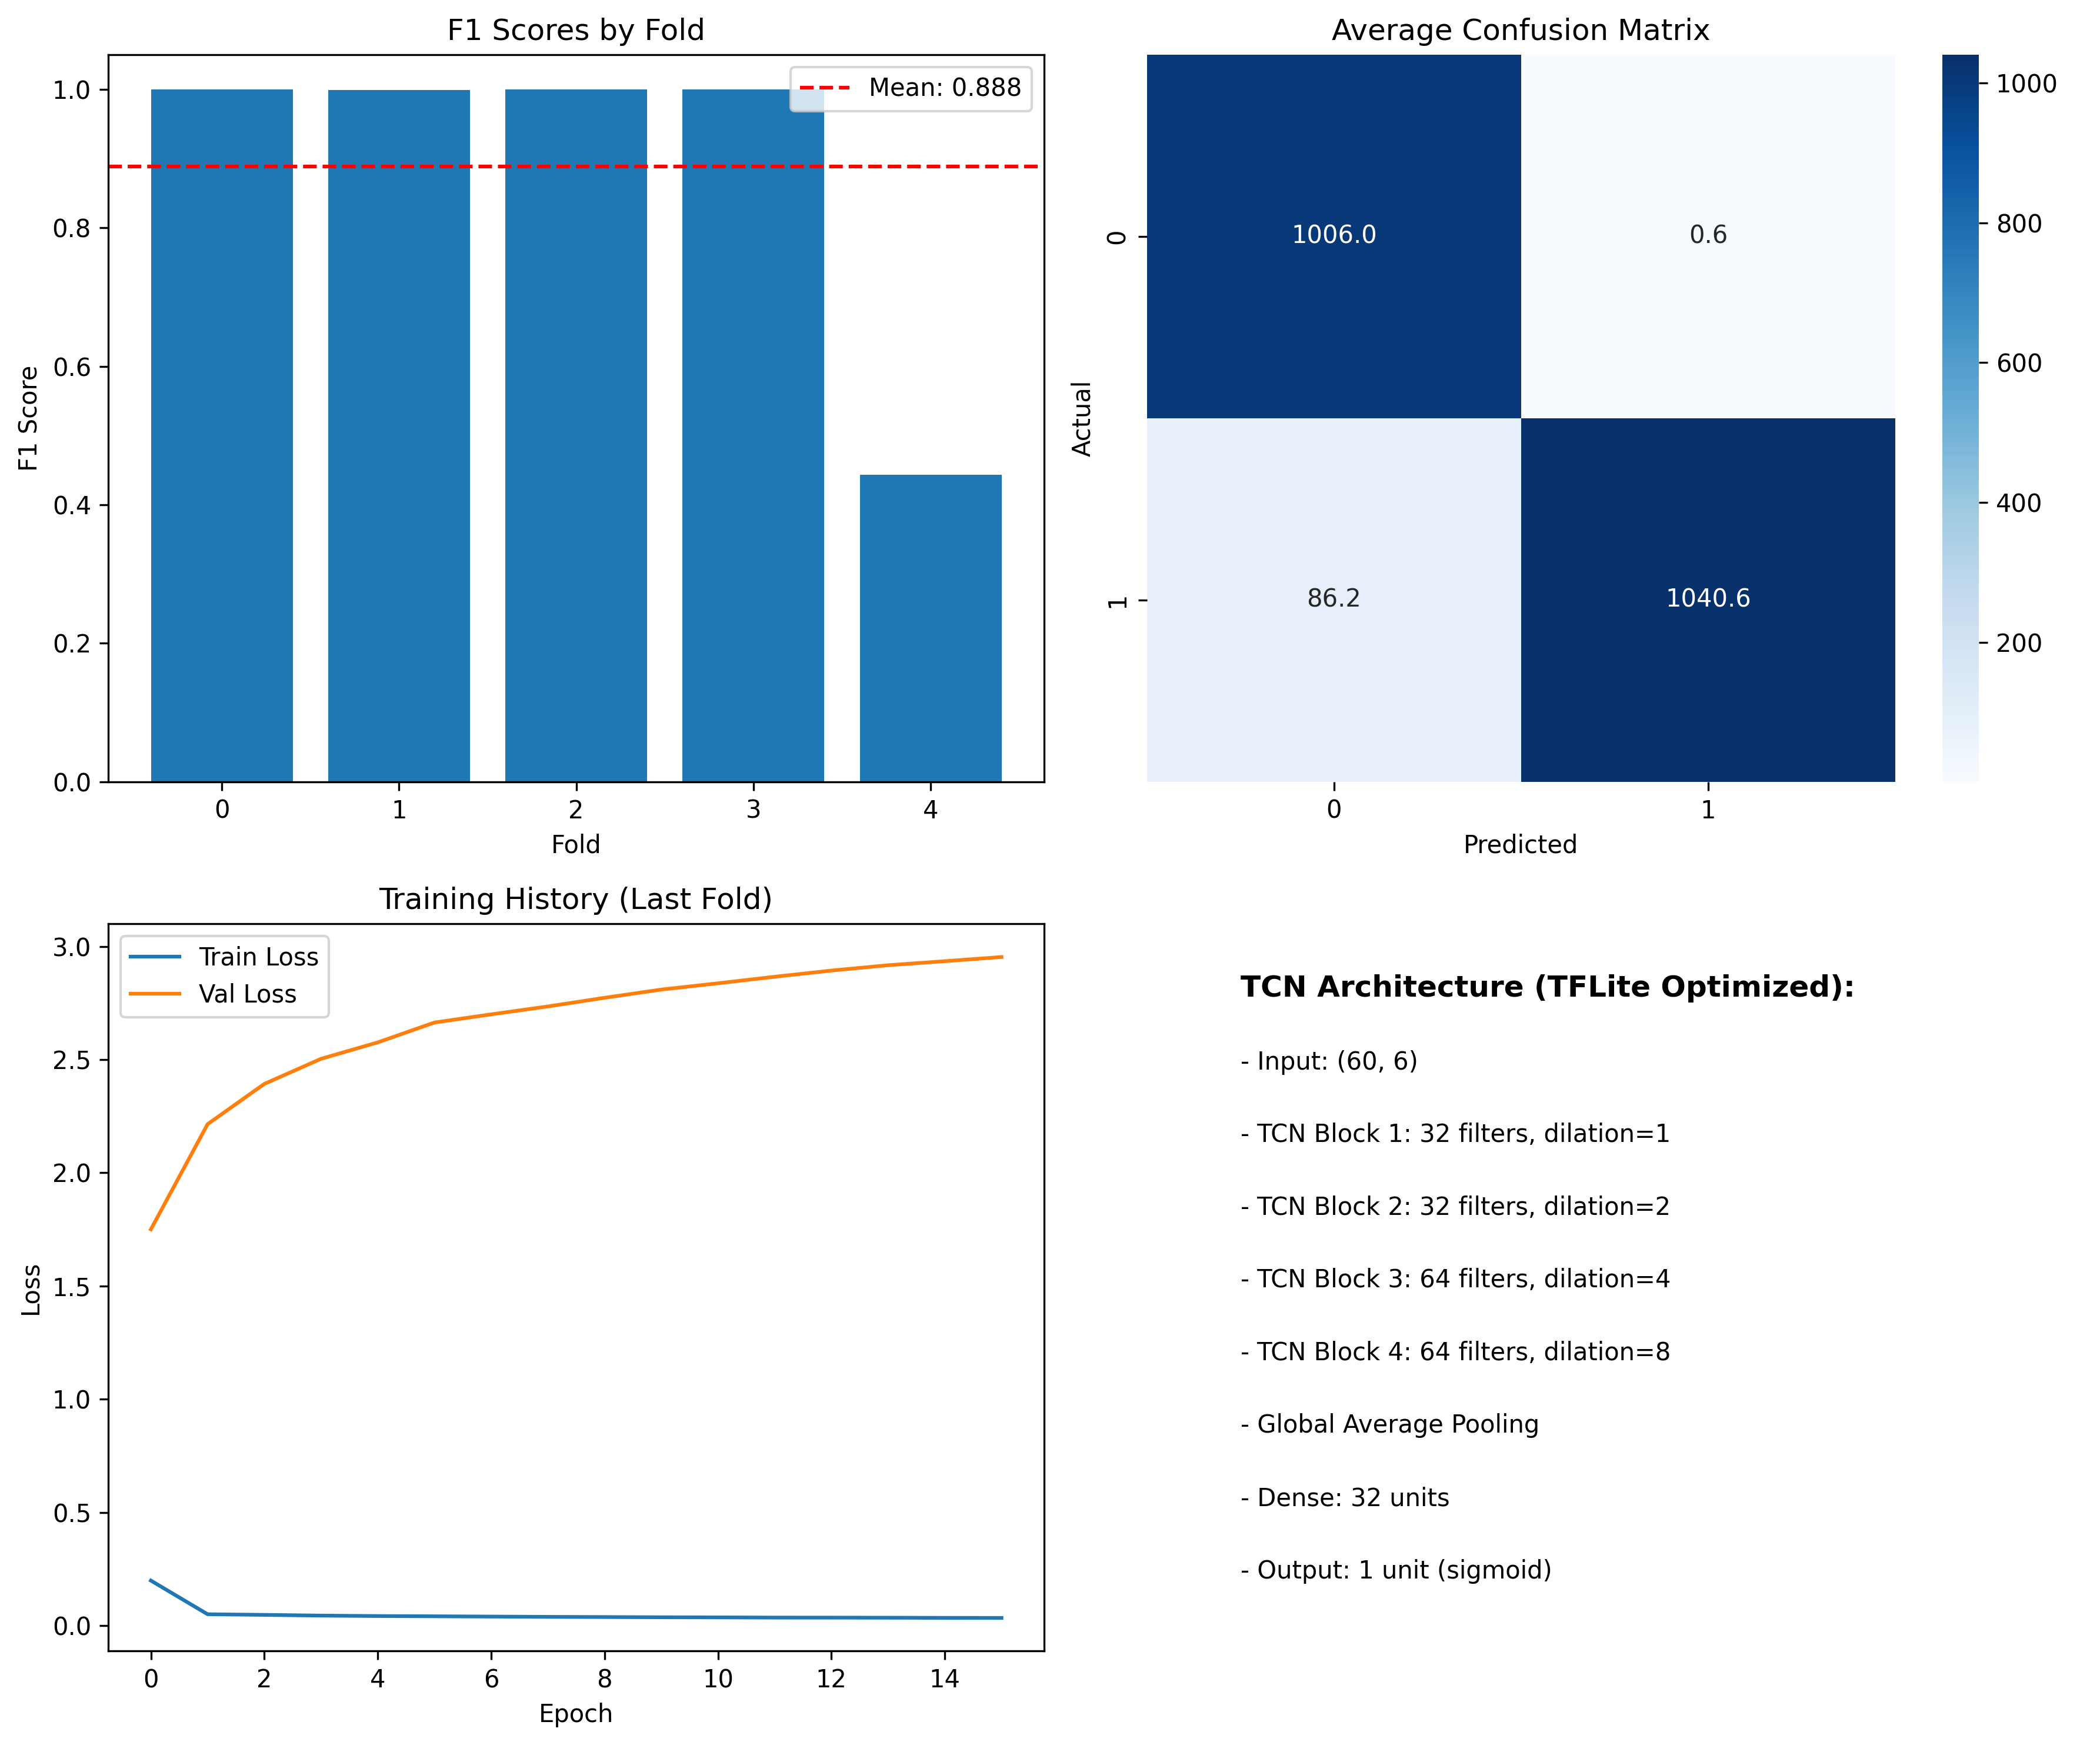 F1 Scores by Fold
Mean: 0.888
F1 Score
1.0
0.8
0.6
0.4
0.2
0.0
0 1 2 3 4
Fold
Average Confusion Matrix
Actual
0
1
1006.0 0.6
86.2 1040.6
0 1
Predicted
1000
800
600
400
200
Training History (Last Fold)
Train Loss
Val Loss
Loss
3.0
2.5
2.0
1.5
1.0
0.5
0.0
0 2 4 6 8 10 12 14
Epoch
TCN Architecture (TFLite Optimized):
- Input: (60, 6)
- TCN Block 1: 32 filters, dilation=1
- TCN Block 2: 32 filters, dilation=2
- TCN Block 3: 64 filters, dilation=4
- TCN Block 4: 64 filters, dilation=8
- Global Average Pooling
- Dense: 32 units
- Output: 1 unit (sigmoid)